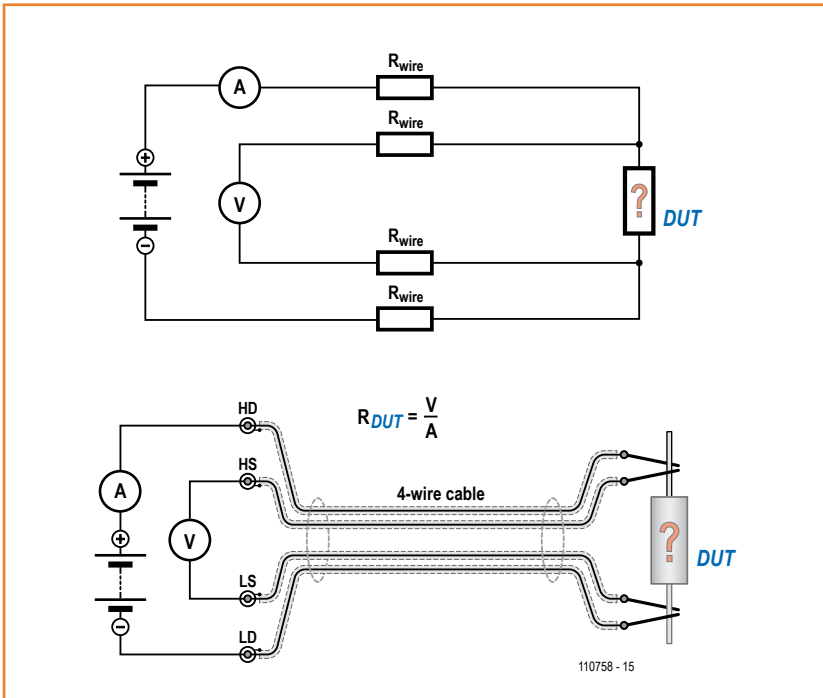 Rwire
A
Rwire
+
V
?
DUT
−
Rwire
Rwire
HD
RDUT = V
A
HS
4-wire cable
A
+
V
?
DUT
LS
−
LD
110758 - 15